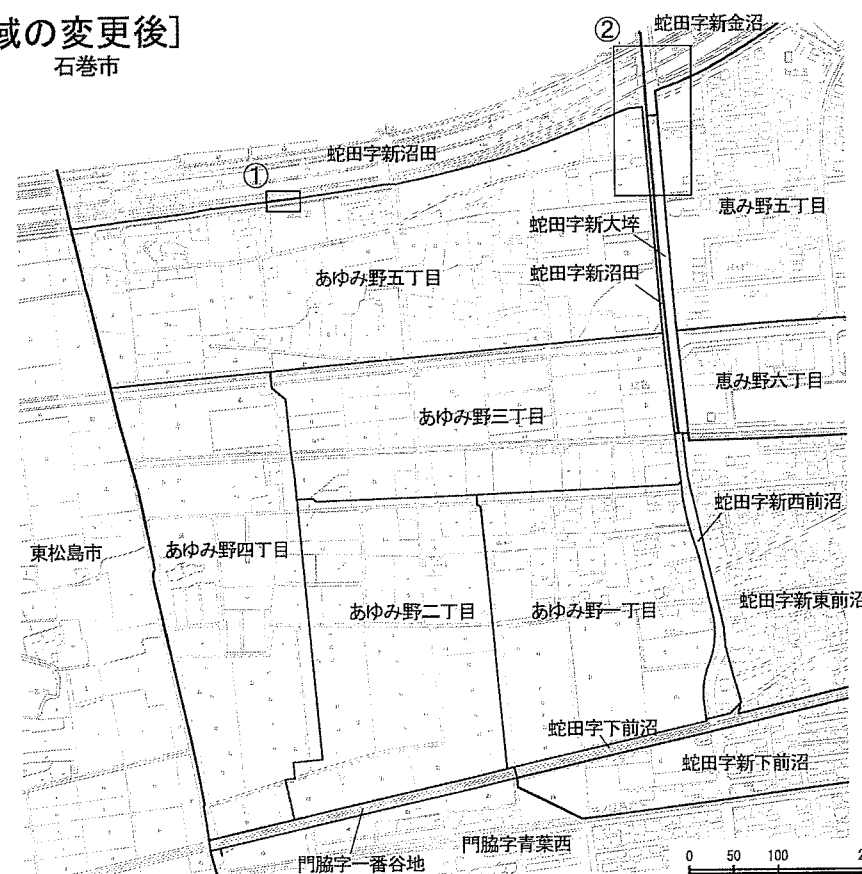 域の変更後]
石巻市
②
蛇田字新金沼
蛇田字新沼田
①
恵み野五丁目
蛇田字新大埣
あゆみ野五丁目
蛇田字新沼田
恵み野六丁目
あゆみ野三丁目
蛇田字新西前沼
東松島市
あゆみ野四丁目
あゆみ野二丁目
あゆみ野一丁目
蛇田字新東前沼
蛇田字下前沼
蛇田字新下前沼
門脇字青葉西
門脇字一番谷地
0 50 100 2